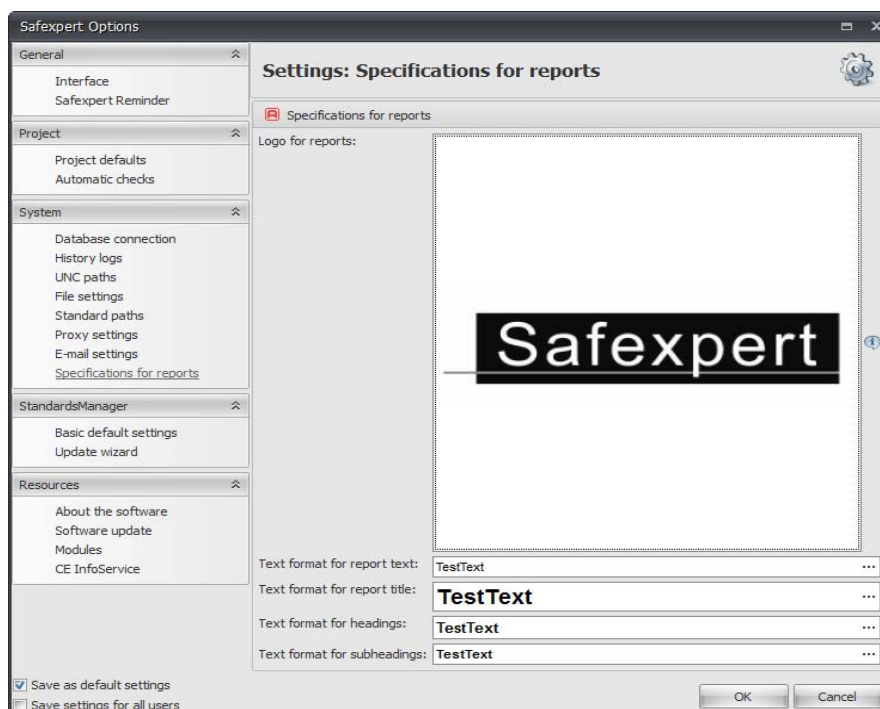 Safexpert Options
General
Interface
Safexpert Reminder
Project
Project defaults
Automatic checks
System
Database connection
History logs
UNC paths
File settings
Standard paths
Proxy settings
E-mail settings
Specifications for reports
StandardsManager
Basic default settings
Update wizard
Resources
About the software
Software update
Modules
CE InfoService
Save as default settings
Save settings for all users
Settings: Specifications for reports
Specifications for reports
Logo for reports:
Safexpert
Text format for report text: TestText ...
Text format for report title: TestText ...
Text format for headings: TestText ...
Text format for subheadings: TestText ...
OK Cancel